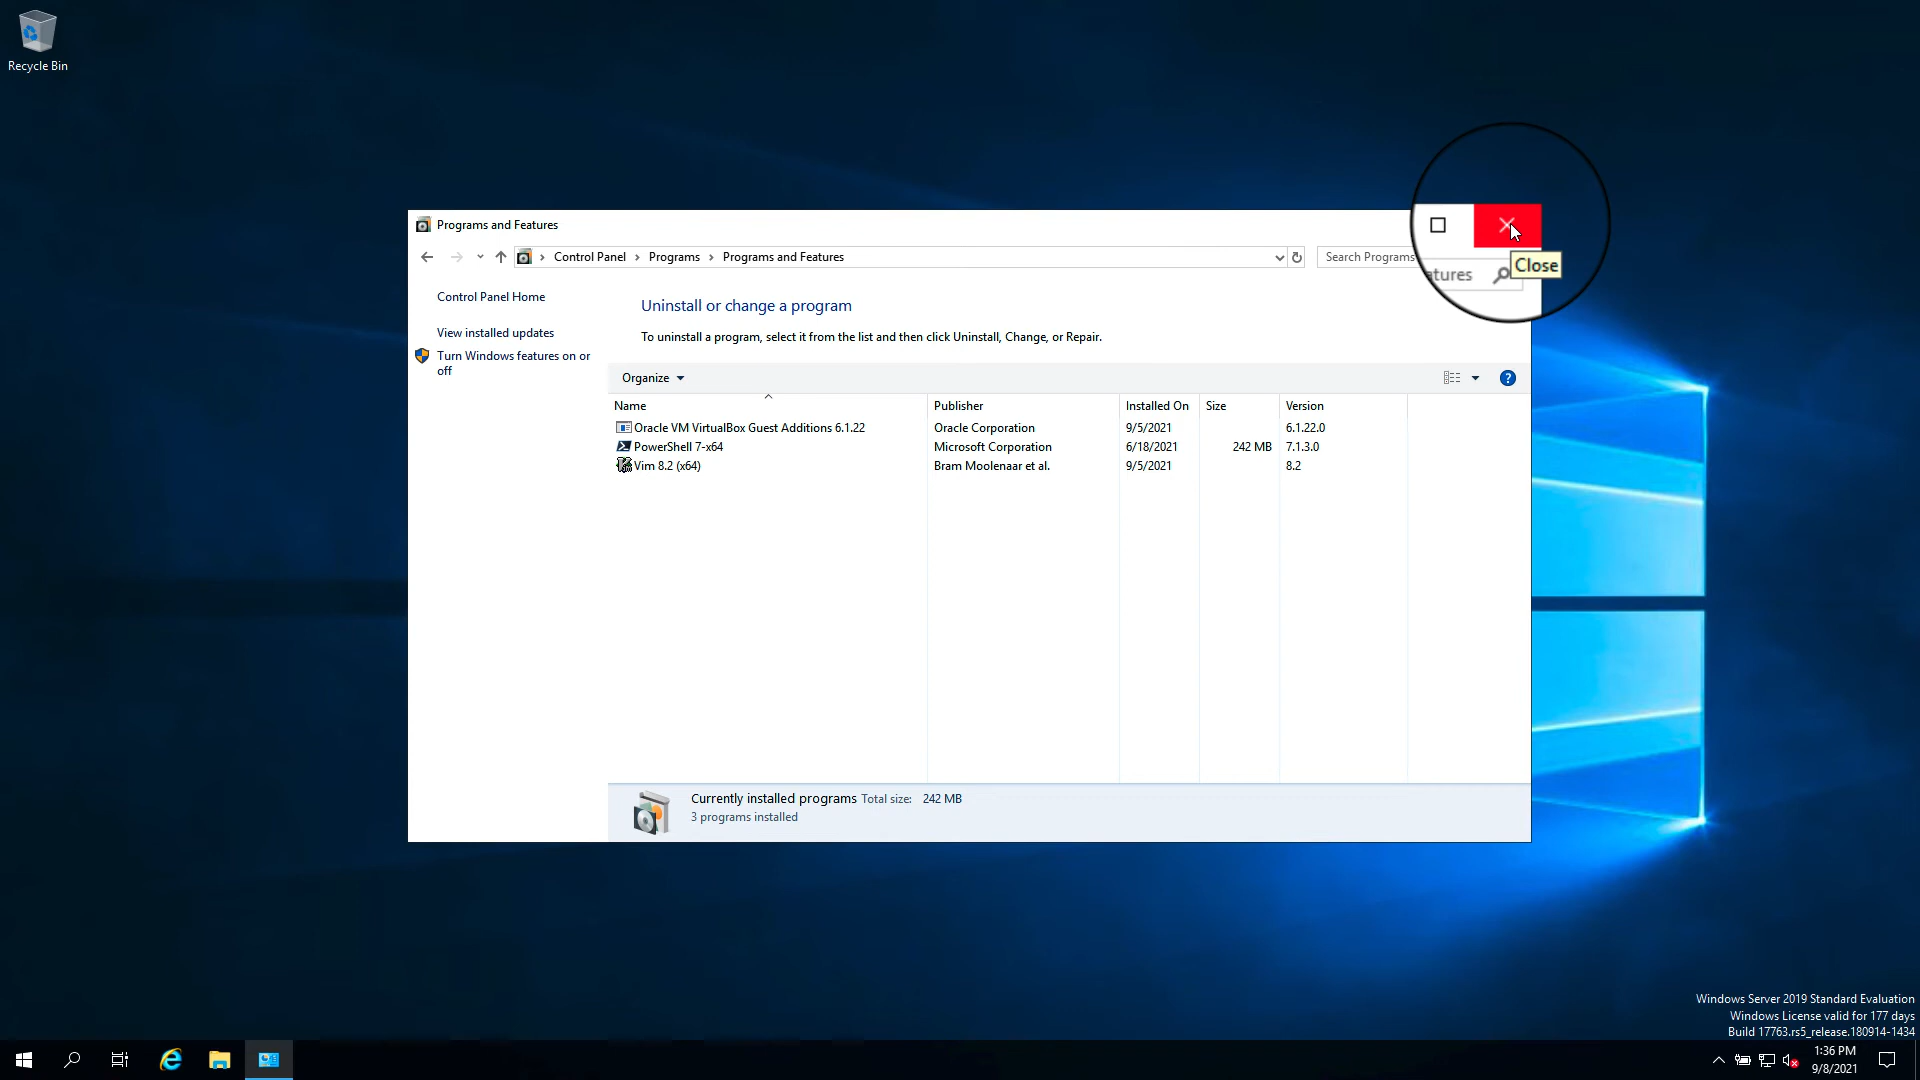 Recycle Bin
Programs and Features
Control Panel
Programs
Programs and Features
Search Programs
atures
Close
Control Panel Home
View installed updates
Turn Windows features on or
off
Uninstall or change a program
To uninstall a program, select it from the list and then click Uninstall, Change, or Repair.
Organize
?
Name Publisher Installed On Size Version
Oracle VM VirtualBox Guest Additions 6.1.22 Oracle Corporation 9/5/2021 6.1.22.0
PowerShell 7-x64 Microsoft Corporation 6/18/2021 242 MB 7.1.3.0
Vim 8.2 (x64) Bram Moolenaar et al. 9/5/2021 8.2
Currently installed programs Total size: 242 MB
3 programs installed
Windows Server 2019 Standard Evaluation
Windows License valid for 177 days
Build 17763.rs5_release.180914-1434
1:36 PM
9/8/2021